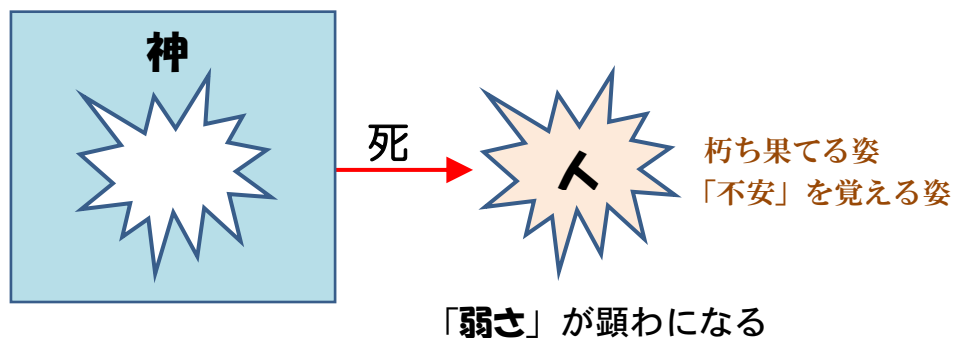 神
死
人
朽ち果てる姿
「不安」を覚える姿
「弱さ」が顕わになる